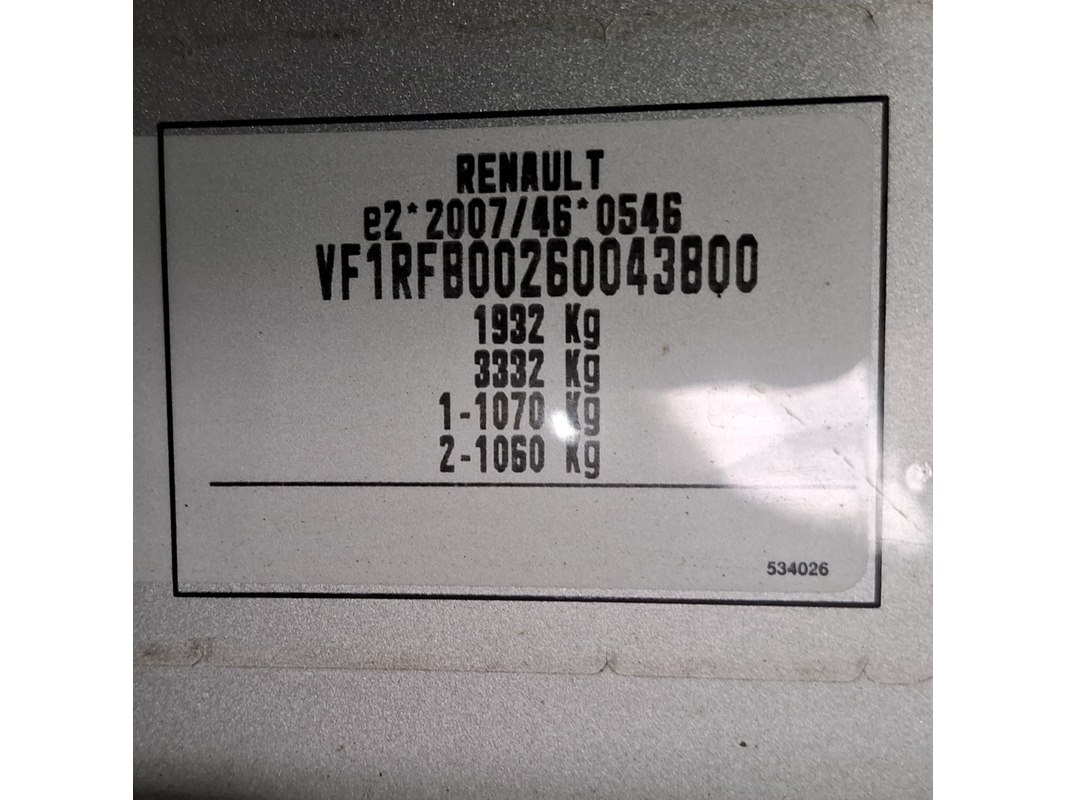 RENAULT
e2*2007/46*0546
VF1RFB00260043800
1932 Kg
3332 Kg
1-1070 Kg
2-1060 Kg
534026